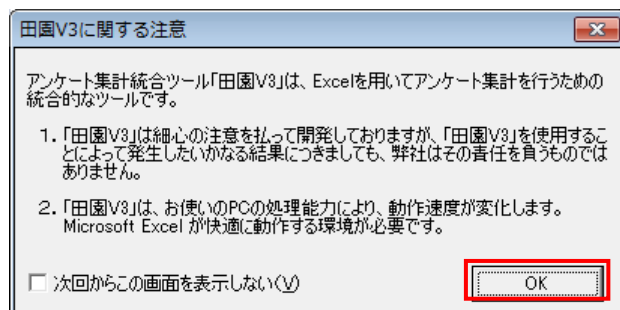 田園V3に関する注意
アンケート集計統合ツール「田園V3」は、Excelを用いてアンケート集計を行うための
統合的なツールです。
1. 「田園V3」は細心の注意を払って開発しておりますが、「田園V3」を使用するこ
とによって発生したいかなる結果につきましても、弊社はその責任を負うものでは
ありません。
2. 「田園V3」は、お使いのPCの処理能力により、動作速度が変化します。
Microsoft Excel が快適に動作する環境が必要です。
次回からこの画面を表示しない(V)
OK